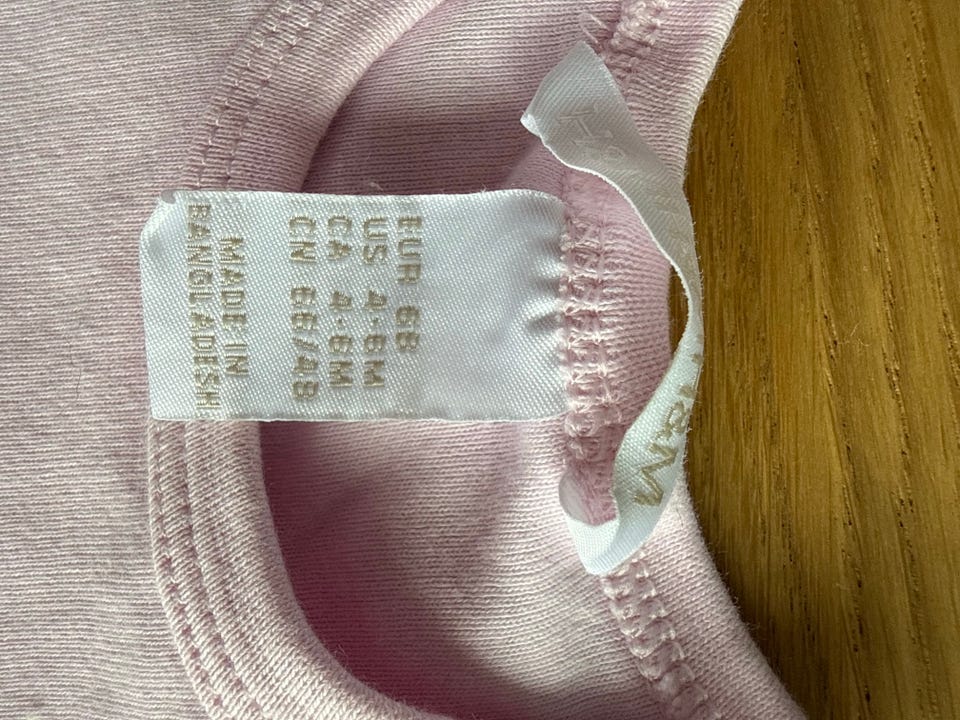 EUR 68
US 4-6M
CA 4-6M
CN 66/48
MADE IN
BANGLADESH
H&M